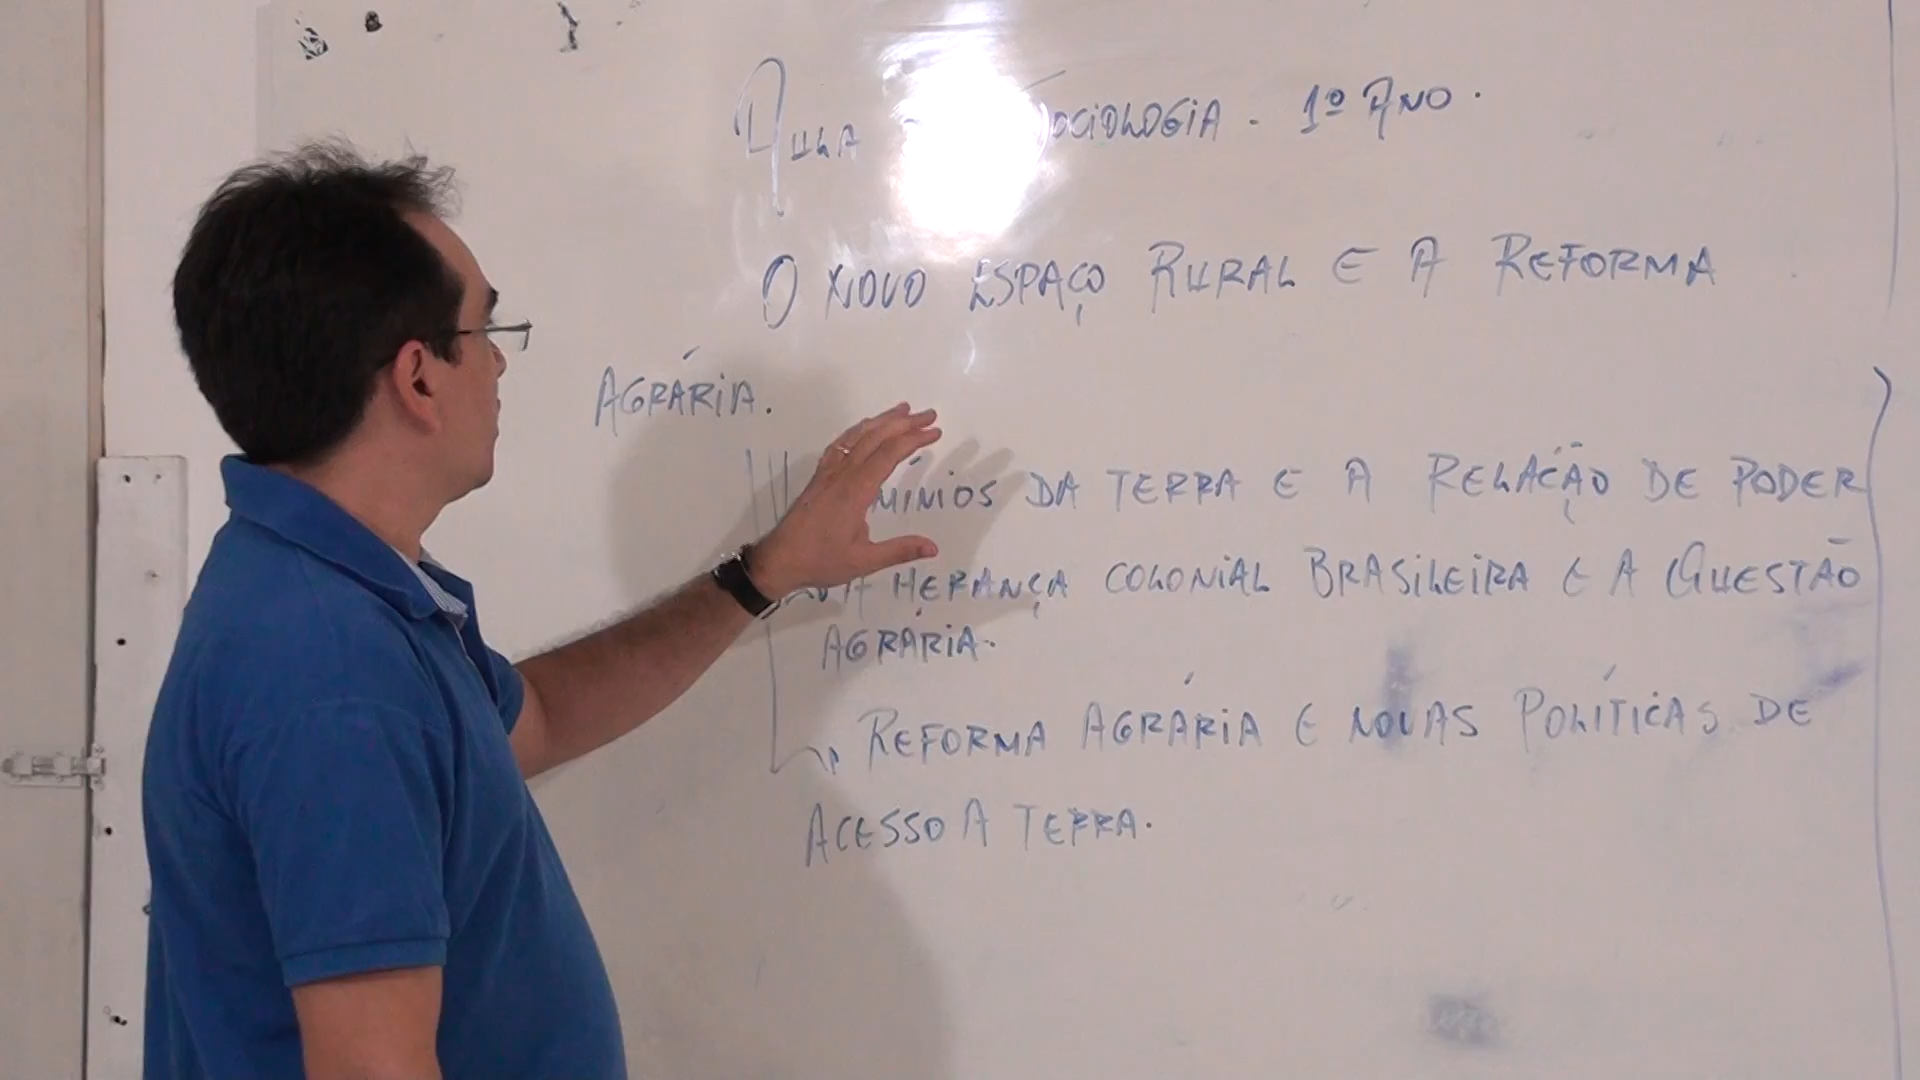 AULA SOCIOLOGIA. 1º ANO.
O NOVO ESPAÇO RURAL E A REFORMA
AGRÁRIA.
MÍNIOS DA TERRA E A RELAÇÃO DE PODER
A HERANÇA COLONIAL BRASILEIRA E A QUESTÃO
AGRÁRIA.
REFORMA AGRÁRIA E NOVAS POLÍTICAS DE
ACESSO A TERRA.